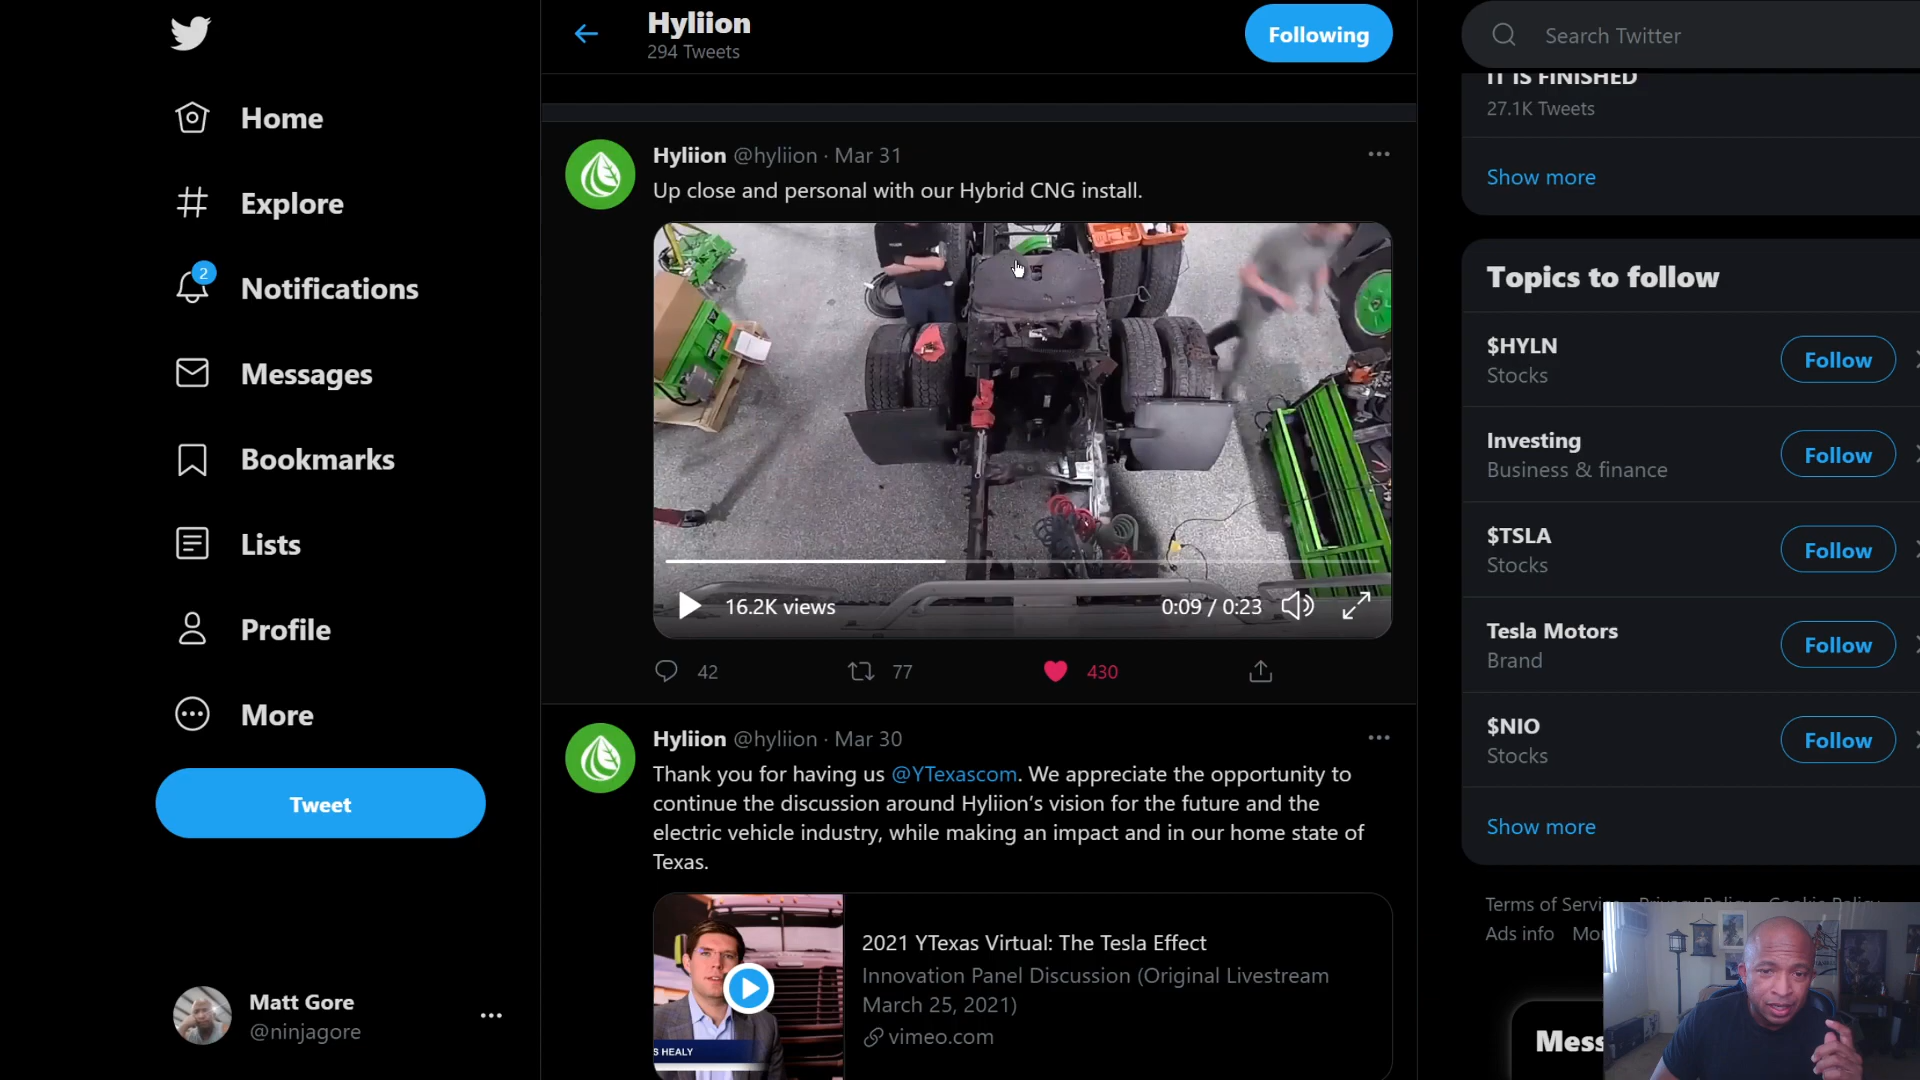 Home
Explore
2
Notifications
Messages
Bookmarks
Lists
Profile
More
Tweet
Matt Gore
@ninjagore
Hyliion
294 Tweets
Following
Hyliion @hyliion · Mar 31
Up close and personal with our Hybrid CNG install.
16.2K views
0:09 / 0:23
42
77
430
Hyliion @hyliion · Mar 30
Thank you for having us @YTexascom. We appreciate the opportunity to
continue the discussion around Hyliion's vision for the future and the
electric vehicle industry, while making an impact and in our home state of
Texas.
S HEALY
2021 YTexas Virtual: The Tesla Effect
Innovation Panel Discussion (Original Livestream
March 25, 2021)
vimeo.com
Search Twitter
IT IS FINISHED
27.1K Tweets
Show more
Topics to follow
$HYLN
Stocks
Follow
Investing
Business & finance
Follow
$TSLA
Stocks
Follow
Tesla Motors
Brand
Follow
$NIO
Stocks
Follow
Show more
Terms of Servi
Ads info Mo
Mess